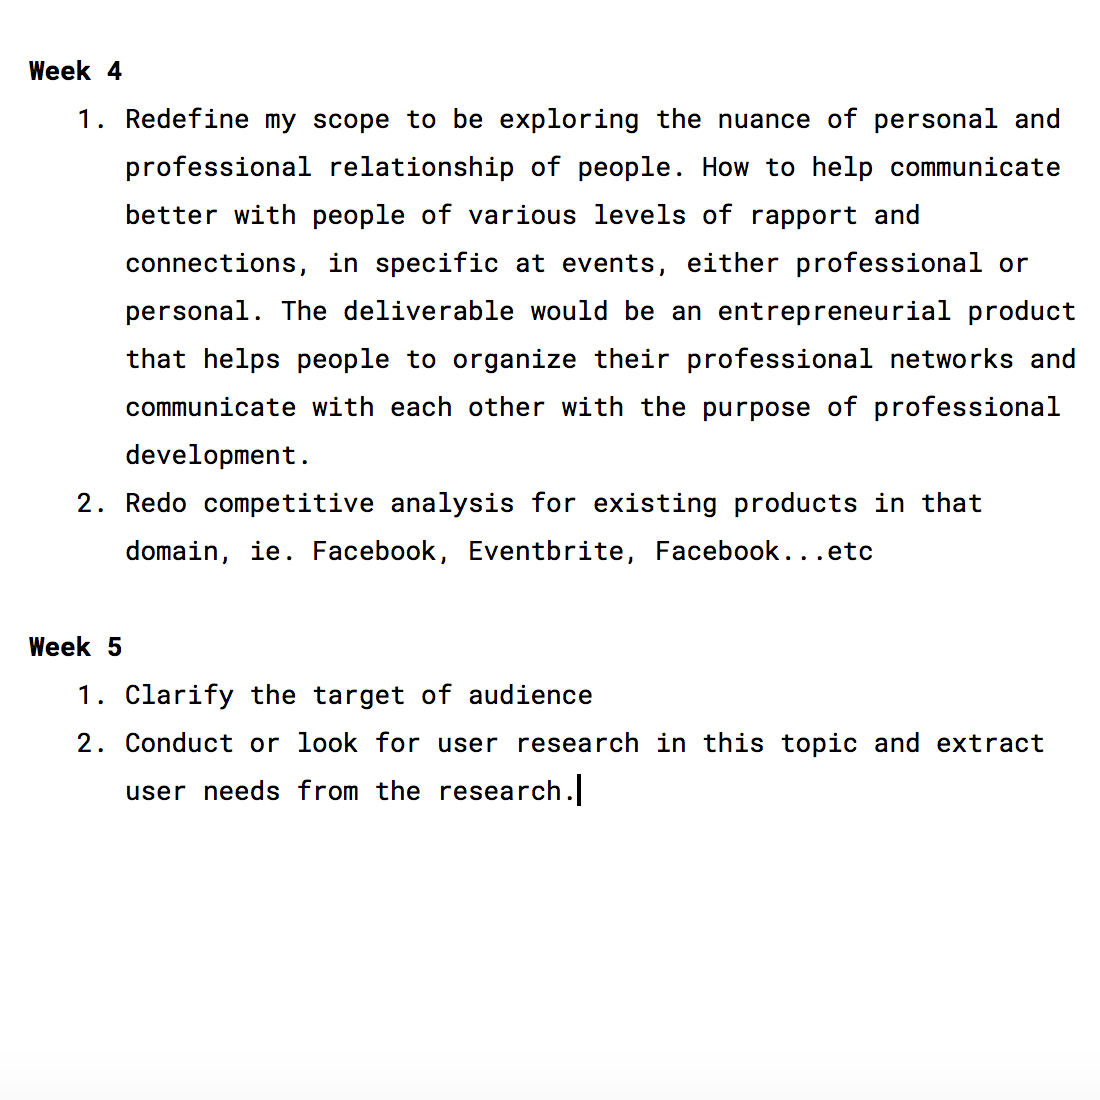 Week 4
1. Redefine my scope to be exploring the nuance of personal and
professional relationship of people. How to help communicate
better with people of various levels of rapport and
connections, in specific at events, either professional or
personal. The deliverable would be an entrepreneurial product
that helps people to organize their professional networks and
communicate with each other with the purpose of professional
development.
2. Redo competitive analysis for existing products in that
domain, ie. Facebook, Eventbrite, Facebook...etc
Week 5
1. Clarify the target of audience
2. Conduct or look for user research in this topic and extract
user needs from the research.